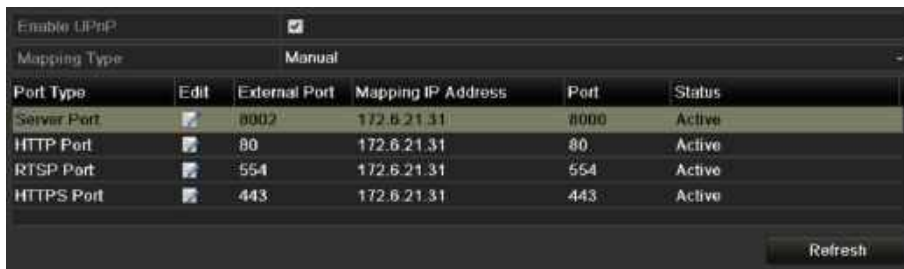 Enable UPnP
Mapping Type Manual
Port Type Edit External Port Mapping IP Address Port Status
Server Port 8002 172.6.21.31 8000 Active
HTTP Port 80 172.6.21.31 80 Active
RTSP Port 554 172.6.21.31 554 Active
HTTPS Port 443 172.6.21.31 443 Active
Refresh